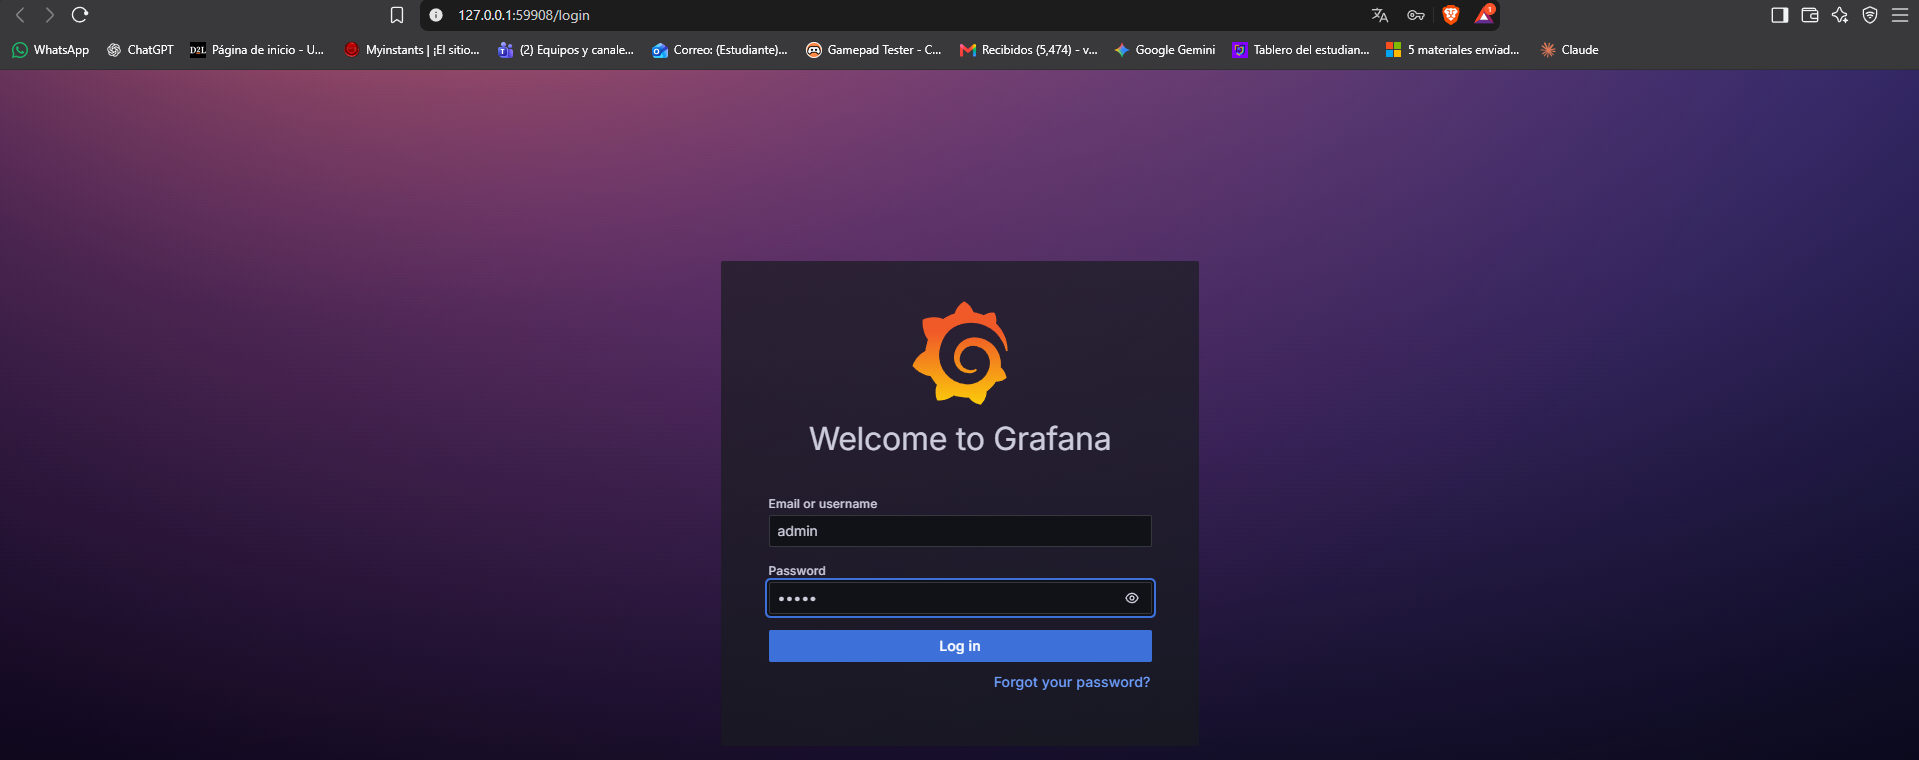 127.0.0.1:59908/login
1
WhatsApp
ChatGPT
D2L Página de inicio - U...
Myinstants | ¡El sitio...
(2) Equipos y canale...
Correo: (Estudiante)...
Gamepad Tester - C...
Recibidos (5,474) - v...
Google Gemini
Tablero del estudian...
5 materiales enviad...
Claude
Welcome to Grafana
Email or username
admin
Password
•••••
Log in
Forgot your password?